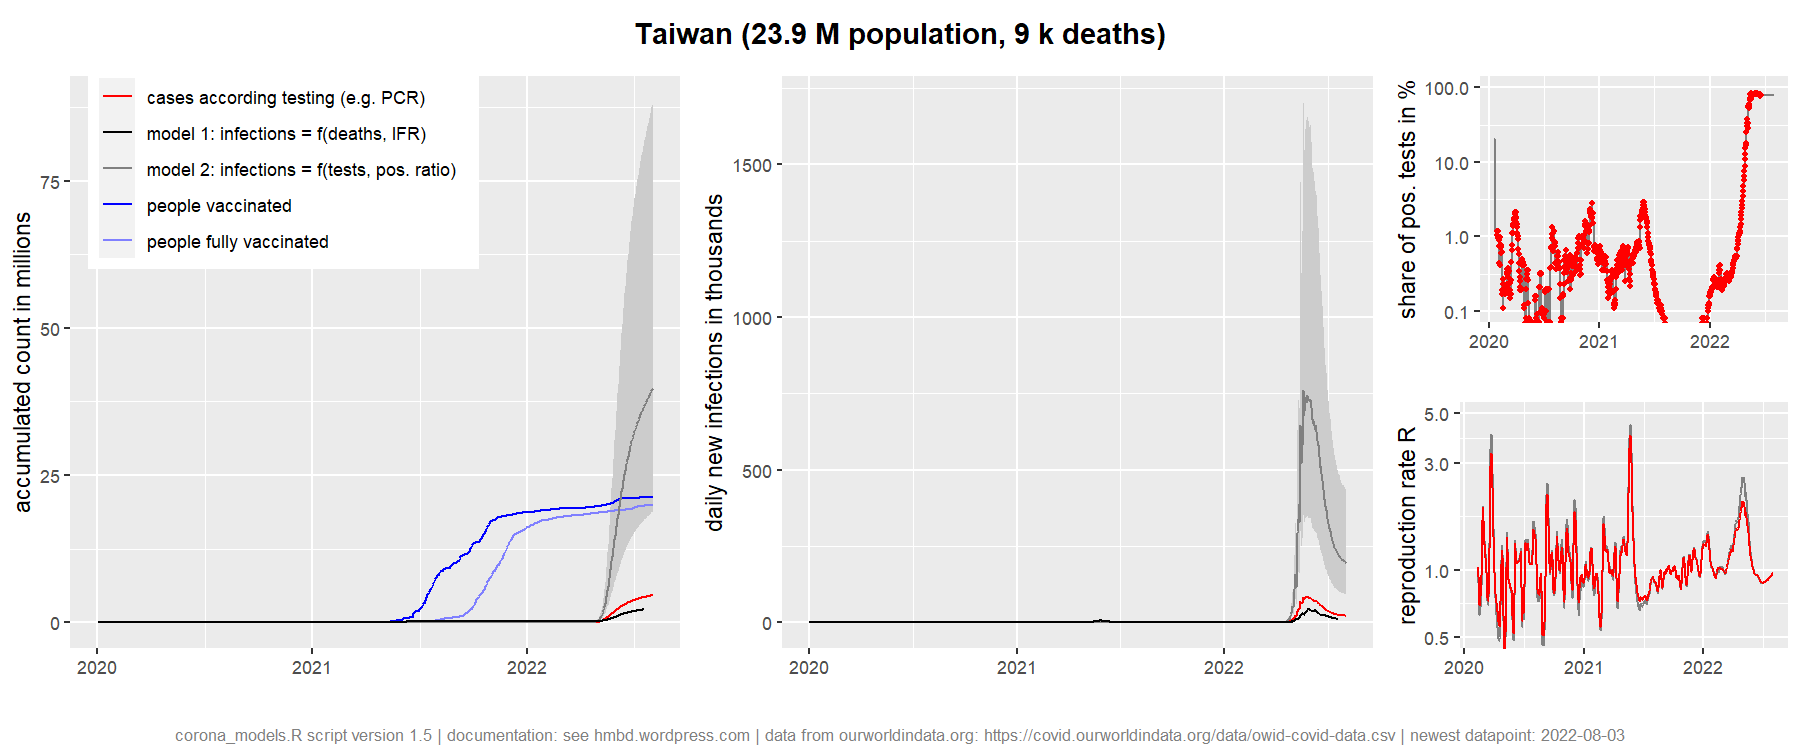 Taiwan (23.9 M population, 9 k deaths)
cases according testing (e.g. PCR)
model 1: infections = f(deaths, IFR)
model 2: infections = f(tests, pos. ratio)
people vaccinated
people fully vaccinated
accumulated count in millions
75
50
25
0
2020
2021
2022
daily new infections in thousands
1500
1000
500
0
2020
2021
2022
share of pos. tests in %
100.0
10.0
1.0
0.1
2020
2021
2022
reproduction rate R
5.0
3.0
1.0
0.5
2020
2021
2022
corona_models.R script version 1.5 | documentation: see hmbd.wordpress.com | data from ourworldindata.org: https://covid.ourworldindata.org/data/owid-covid-data.csv | newest datapoint: 2022-08-03